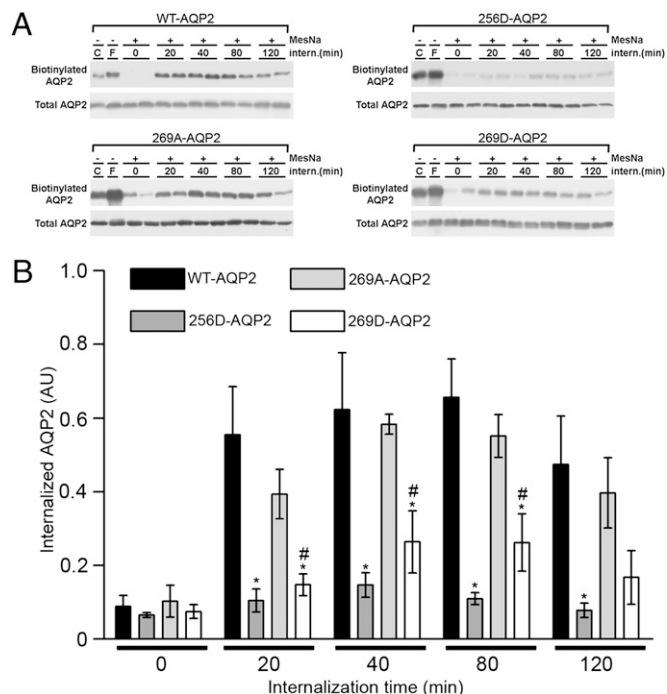 A
WT-AQP2
- - + + + + + MesNa
C F 0 20 40 80 120 intern.(min)
Biotinylated
AQP2
Total AQP2
256D-AQP2
- - + + + + + MesNa
C F 0 20 40 80 120 intern.(min)
Biotinylated
AQP2
Total AQP2
269A-AQP2
- - + + + + + MesNa
C F 0 20 40 80 120 intern.(min)
Biotinylated
AQP2
Total AQP2
269D-AQP2
- - + + + + + MesNa
C F 0 20 40 80 120 intern.(min)
Biotinylated
AQP2
Total AQP2
B
Internalized AQP2 (AU)
1.0
0.8
0.6
0.4
0.2
0
WT-AQP2 269A-AQP2
256D-AQP2 269D-AQP2
* # *
* # *
* # *
*
0 20 40 80 120
Internalization time (min)